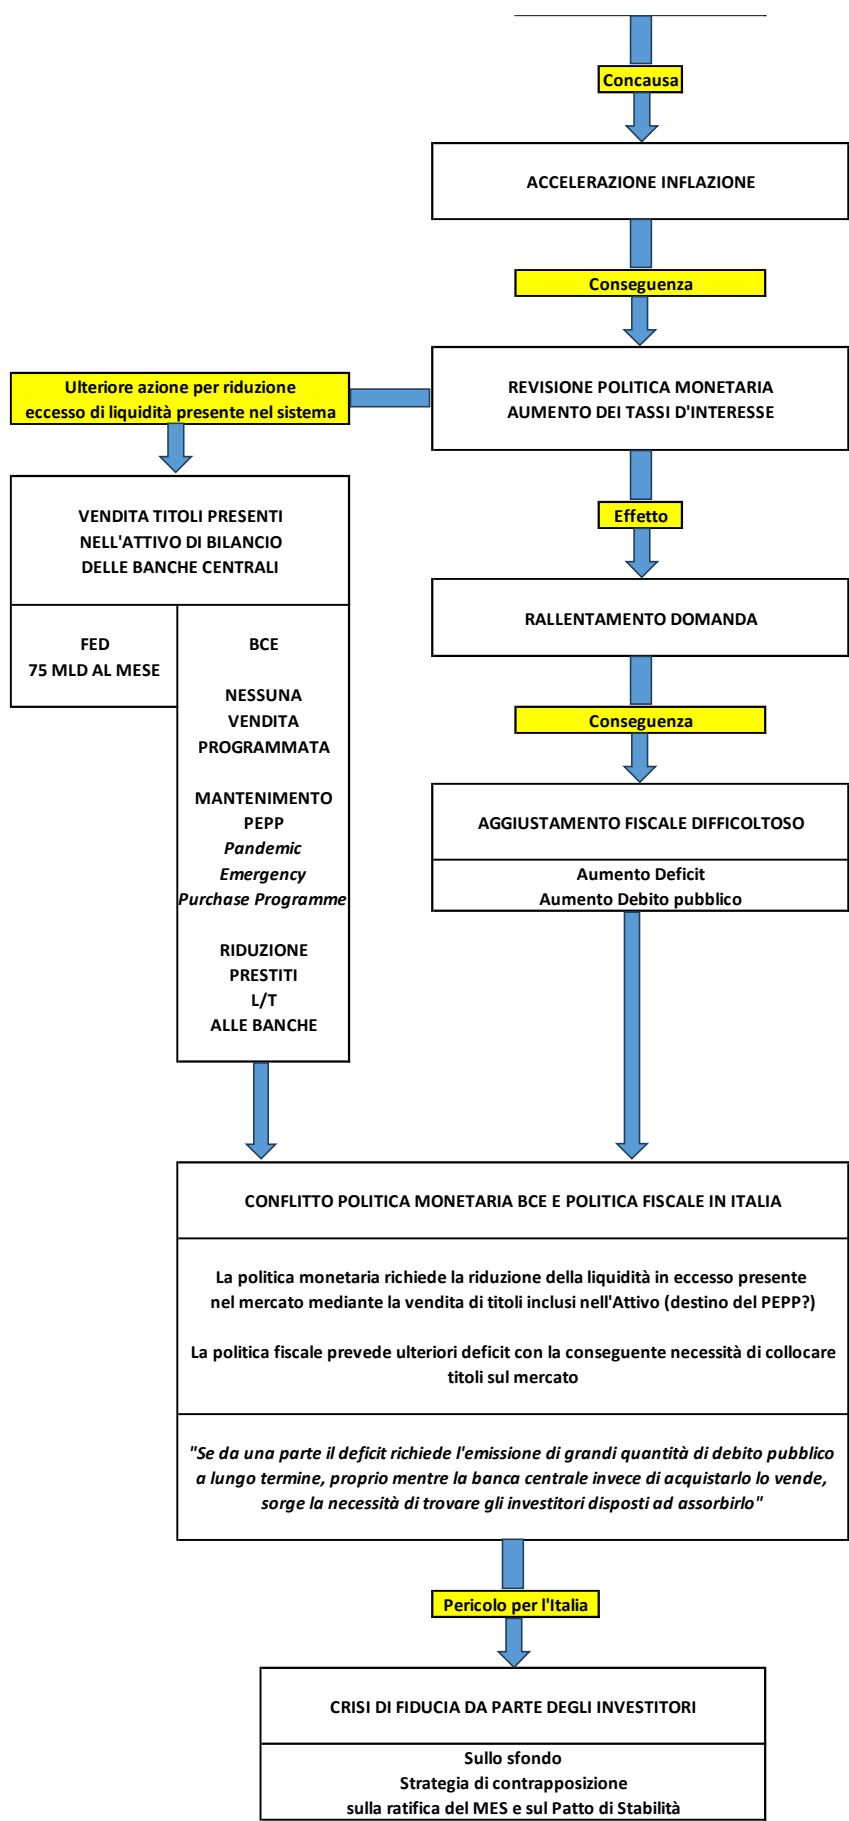 Concausa
ACCELERAZIONE INFLAZIONE
Conseguenza
REVISIONE POLITICA MONETARIA
AUMENTO DEI TASSI D'INTERESSE
Ulteriore azione per riduzione
eccesso di liquidità presente nel sistema
VENDITA TITOLI PRESENTI
NELL'ATTIVO DI BILANCIO
DELLE BANCHE CENTRALI
FED
75 MLD AL MESE
BCE
NESSUNA
VENDITA
PROGRAMMATA
MANTENIMENTO
PEPP
Pandemic
Emergency
Purchase Programme
RIDUZIONE
PRESTITI
L/T
ALLE BANCHE
Effetto
RALLENTAMENTO DOMANDA
Conseguenza
AGGIUSTAMENTO FISCALE DIFFICOLTOSO
Aumento Deficit
Aumento Debito pubblico
CONFLITTO POLITICA MONETARIA BCE E POLITICA FISCALE IN ITALIA
La politica monetaria richiede la riduzione della liquidità in eccesso presente
nel mercato mediante la vendita di titoli inclusi nell'Attivo (destino del PEPP?)
La politica fiscale prevede ulteriori deficit con la conseguente necessità di collocare
titoli sul mercato
"Se da una parte il deficit richiede l'emissione di grandi quantità di debito pubblico
a lungo termine, proprio mentre la banca centrale invece di acquistarlo lo vende,
sorge la necessità di trovare gli investitori disposti ad assorbirlo"
Pericolo per l'Italia
CRISI DI FIDUCIA DA PARTE DEGLI INVESTITORI
Sullo sfondo
Strategia di contrapposizione
sulla ratifica del MES e sul Patto di Stabilità